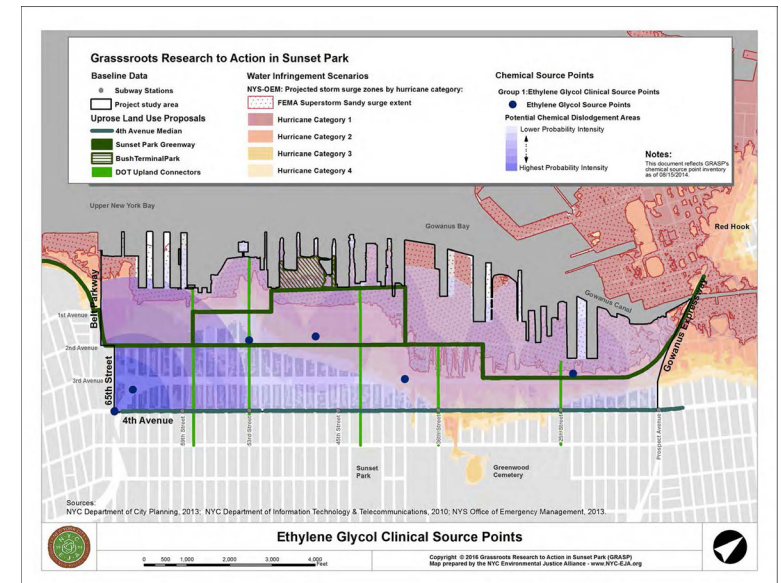 Grasssroots Research to Action in Sunset Park
Baseline Data
Subway Stations
Project study area
Uprose Land Use Proposals
4th Avenue Median
Sunset Park Greenway
BushTerminalPark
DOT Upland Connectors
Water Infringement Scenarios
NYS-OEM: Projected storm surge zones by hurricane category:
FEMA Superstorm Sandy surge extent
Hurricane Category 1
Hurricane Category 2
Hurricane Category 3
Hurricane Category 4
Chemical Source Points
Group 1:Ethylene Glycol Clinical Source Points
Ethylene Glycol Source Points
Potential Chemical Dislodgement Areas
Lower Probability Intensity
Highest Probability Intensity
Notes:
This document reflects GRASP's
chemical source point inventory
as of 08/15/2014.
Upper New York Bay
Gowanus Bay
Red Hook
Gowanus Canal
Belt Parkway
Gowanus Expressway
1st Avenue
2nd Avenue
3rd Avenue
65th Street
4th Avenue
53rd Street
45th Street
25th Street
Prospect Avenue
Sunset
Park
Greenwood
Cemetery
Sources:
NYC Department of City Planning, 2013; NYC Department of Information Technology & Telecommunications, 2010; NYS Office of Emergency Management, 2013.
Ethylene Glycol Clinical Source Points
0 500 1,000 2,000 3,000 4,000
Feet
Copyright © 2016 Grassroots Research to Action in Sunset Park (GRASP)
Map prepared by the NYC Environmental Justice Alliance - www.NYC-EJA.org